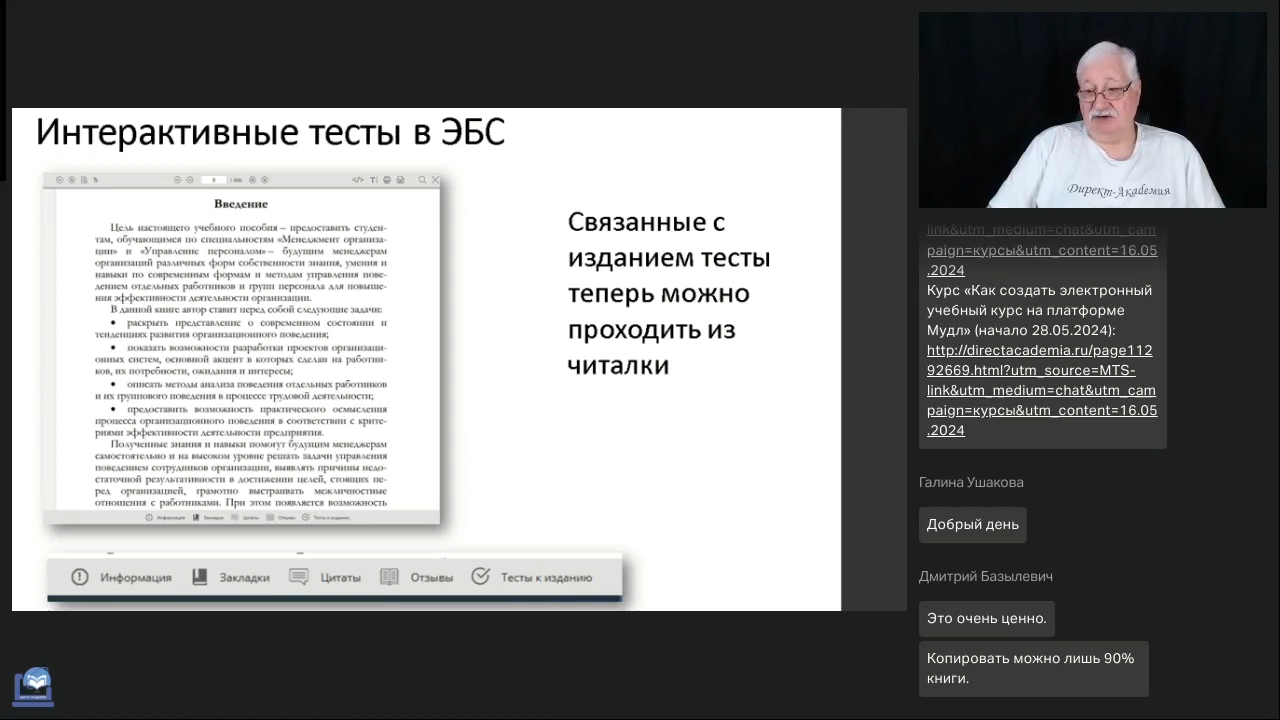 Интерактивные тесты в ЭБС
Введение
Цель настоящего учебного пособия – предоставить студен-
там, обучающимся по специальностям «Менеджмент организа-
ции» и «Управление персоналом» – будущим менеджерам
организаций различных форм собственности знания, умения и
навыки по современным формам и методам управления пове-
дением отдельных работников и групп персонала для повыше-
ния эффективности деятельности организации.
В данной книге автор ставит перед собой следующие задачи:
• раскрыть представление о современном состоянии и
тенденциях развития организационного поведения;
• показать возможности разработки проектов организаци-
онных систем, основной акцент в которых сделан на работни-
ков, их потребности, ожидания и интересы;
• описать методы анализа поведения отдельных работников
и их группового поведения в процессе трудовой деятельности;
• предоставить возможность практического осмысления
процесса организационного поведения в соответствии с крите-
риями эффективности деятельности предприятия.
Полученные знания и навыки помогут будущим менеджерам
самостоятельно и на высоком уровне решать задачи управления
поведением сотрудников организации, выявлять причины недо-
статочной результативности в достижении целей, стоящих пе-
ред организацией, грамотно выстраивать межличностные
отношения с работниками. При этом появляется возможность
Информация Закладки Цитаты Отзывы Тесты к изданию
Информация Закладки Цитаты Отзывы Тесты к изданию
Связанные с
изданием тесты
теперь можно
проходить из
читалки
Директ-Академия
link&utm_medium=chat&utm_cam
paign=курсы&utm_content=16.05
.2024
Курс «Как создать электронный
учебный курс на платформе
Мудл» (начало 28.05.2024):
http://directacademia.ru/page112
92669.html?utm_source=MTS-
link&utm_medium=chat&utm_cam
paign=курсы&utm_content=16.05
.2024
Галина Ушакова
Добрый день
Дмитрий Базылевич
Это очень ценно.
Копировать можно лишь 90%
книги.